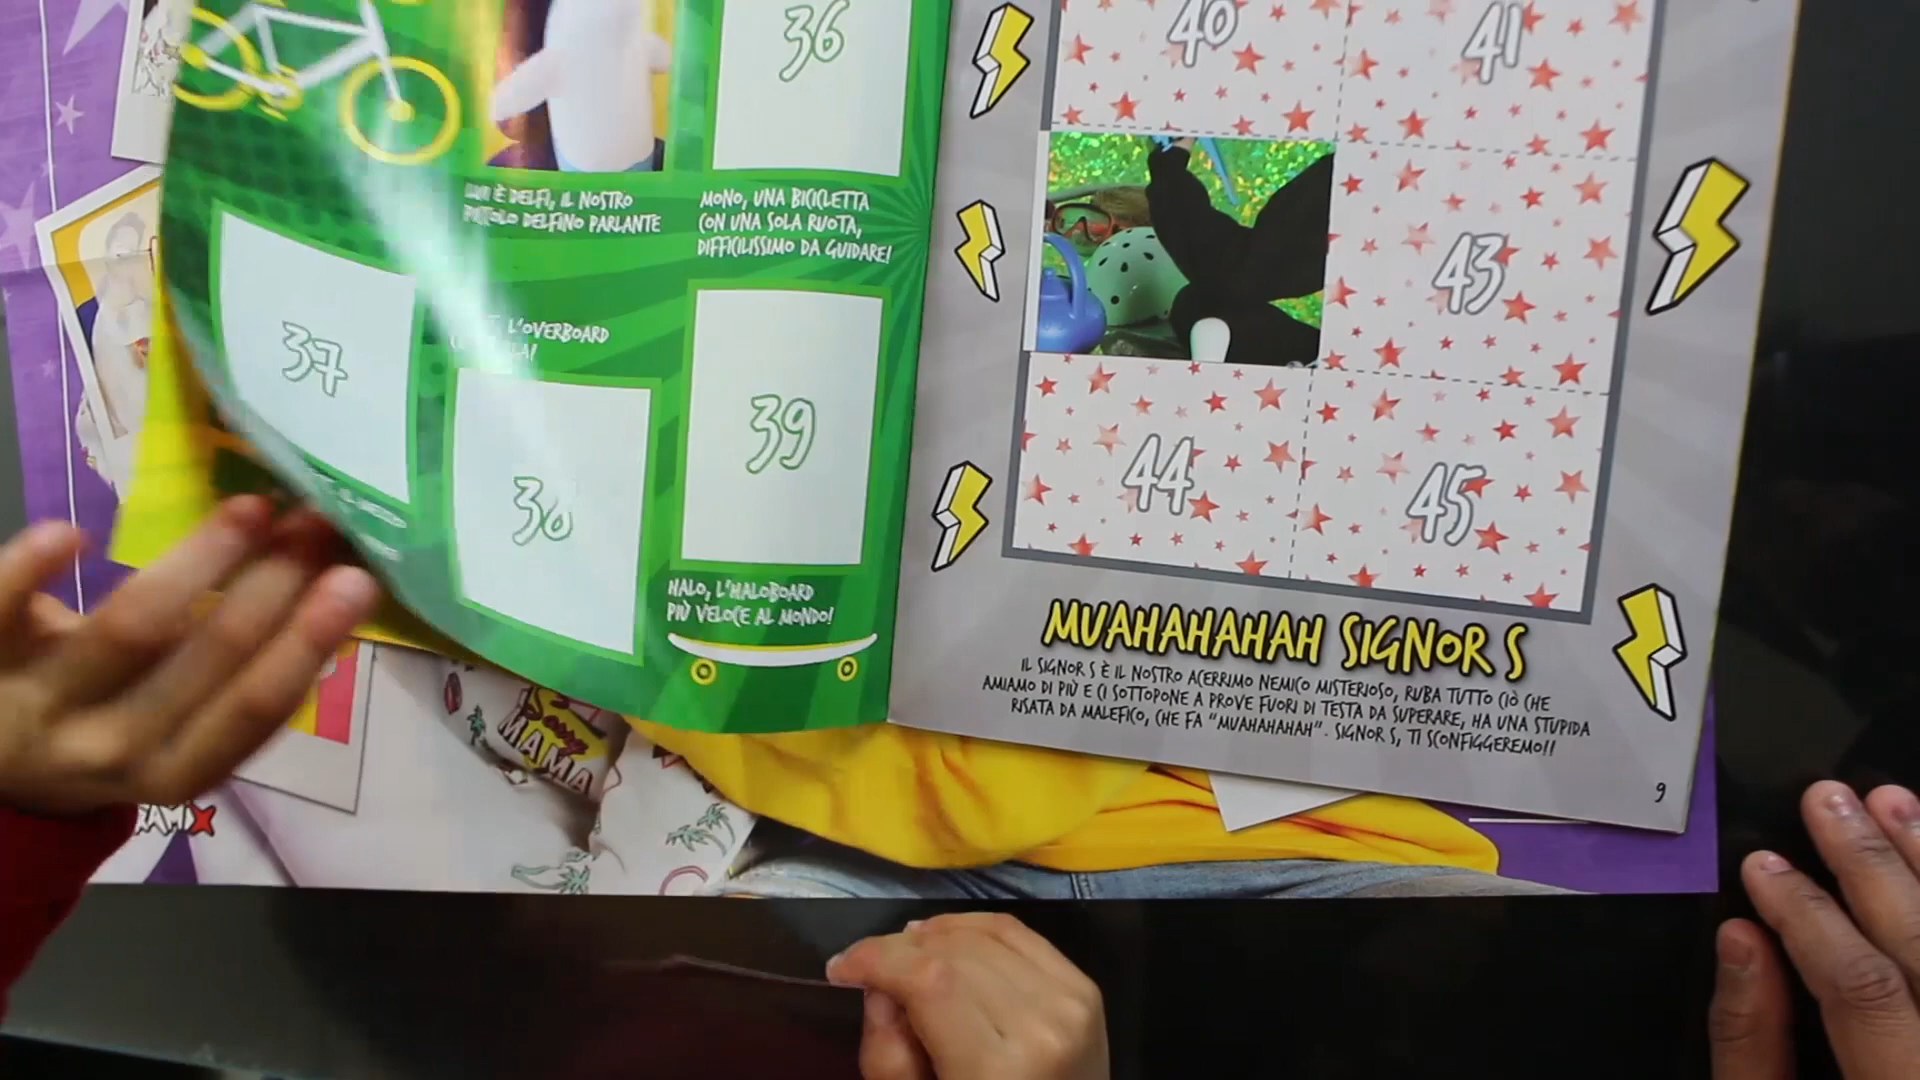 36
LUI È DELFI, IL NOSTRO
PICCOLO DELFINO PARLANTE
MONO, UNA BICICLETTA
CON UNA SOLA RUOTA,
DIFFICILISSIMO DA GUIDARE!
37
L'OVERBOARD
38
39
HALO, L'HALOBOARD
PIÙ VELOCE AL MONDO!
40
41
43
44
45
MUAHAHAHAH SIGNOR S
IL SIGNOR S È IL NOSTRO ACERRIMO NEMICO MISTERIOSO, RUBA TUTTO CIÒ CHE
AMIAMO DI PIÙ E CI SOTTOPONE A PROVE FUORI DI TESTA DA SUPERARE, HA UNA STUPIDA
RISATA DA MALEFICO, CHE FA "MUAHAHAHAH". SIGNOR S, TI SCONFIGGEREMO!!
9
Sorry
MAMA